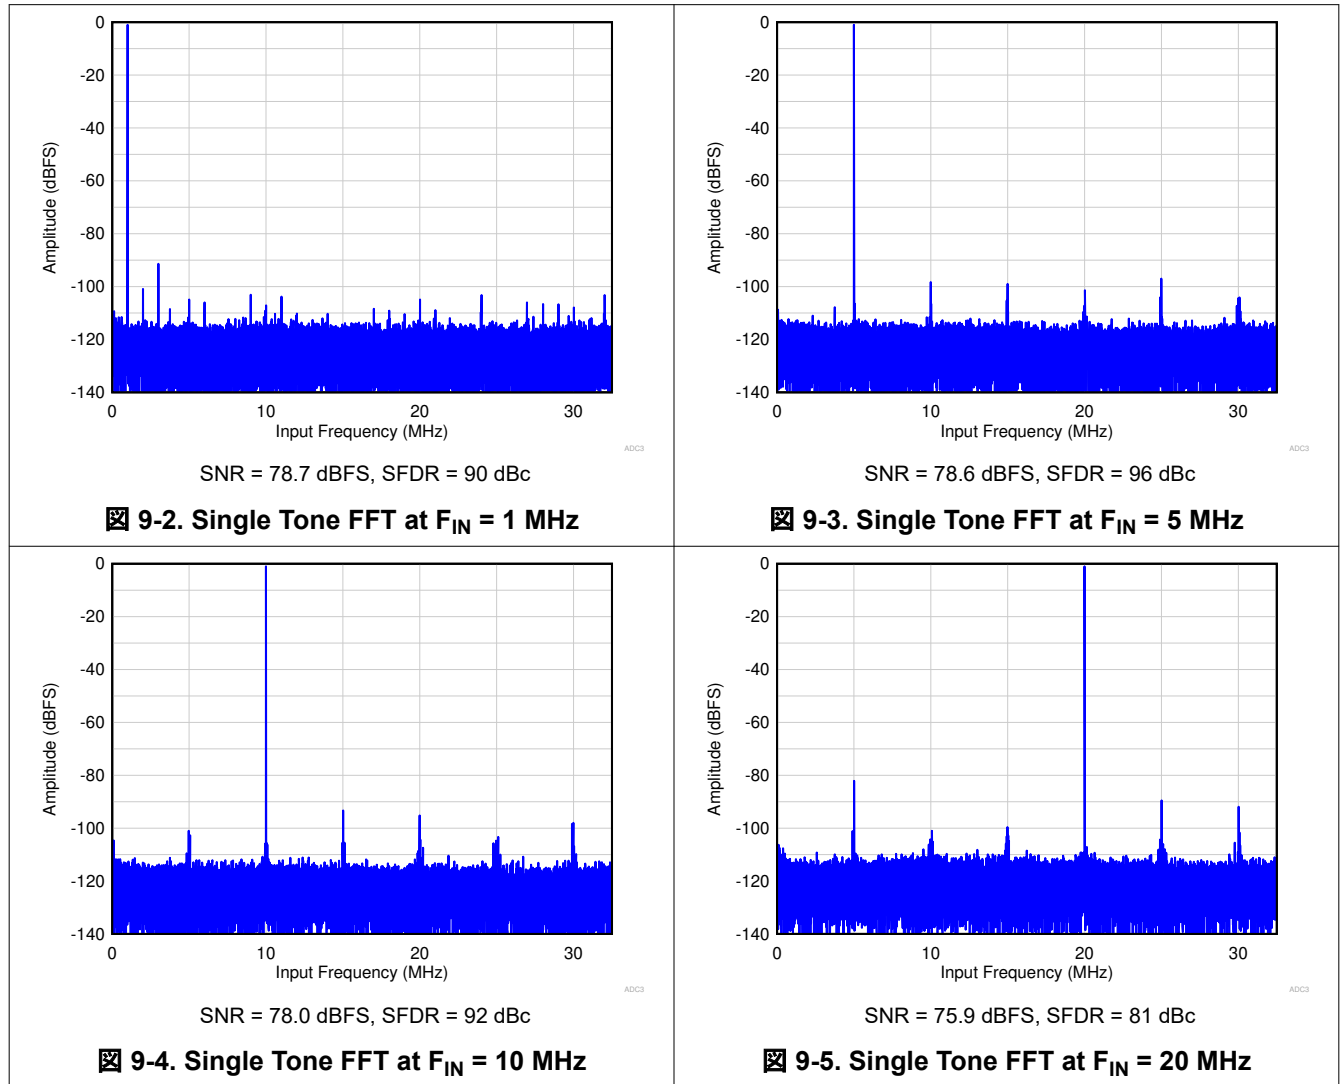 0
-20
-40
-60
-80
-100
-120
-140
Amplitude (dBFS)
0 10 20 30
Input Frequency (MHz)
ADC3
SNR = 78.7 dBFS, SFDR = 90 dBc
図 9-2. Single Tone FFT at FIN = 1 MHz
0
-20
-40
-60
-80
-100
-120
-140
Amplitude (dBFS)
0 10 20 30
Input Frequency (MHz)
ADC3
SNR = 78.6 dBFS, SFDR = 96 dBc
図 9-3. Single Tone FFT at FIN = 5 MHz
0
-20
-40
-60
-80
-100
-120
-140
Amplitude (dBFS)
0 10 20 30
Input Frequency (MHz)
ADC3
SNR = 78.0 dBFS, SFDR = 92 dBc
図 9-4. Single Tone FFT at FIN = 10 MHz
0
-20
-40
-60
-80
-100
-120
-140
Amplitude (dBFS)
0 10 20 30
Input Frequency (MHz)
ADC3
SNR = 75.9 dBFS, SFDR = 81 dBc
図 9-5. Single Tone FFT at FIN = 20 MHz